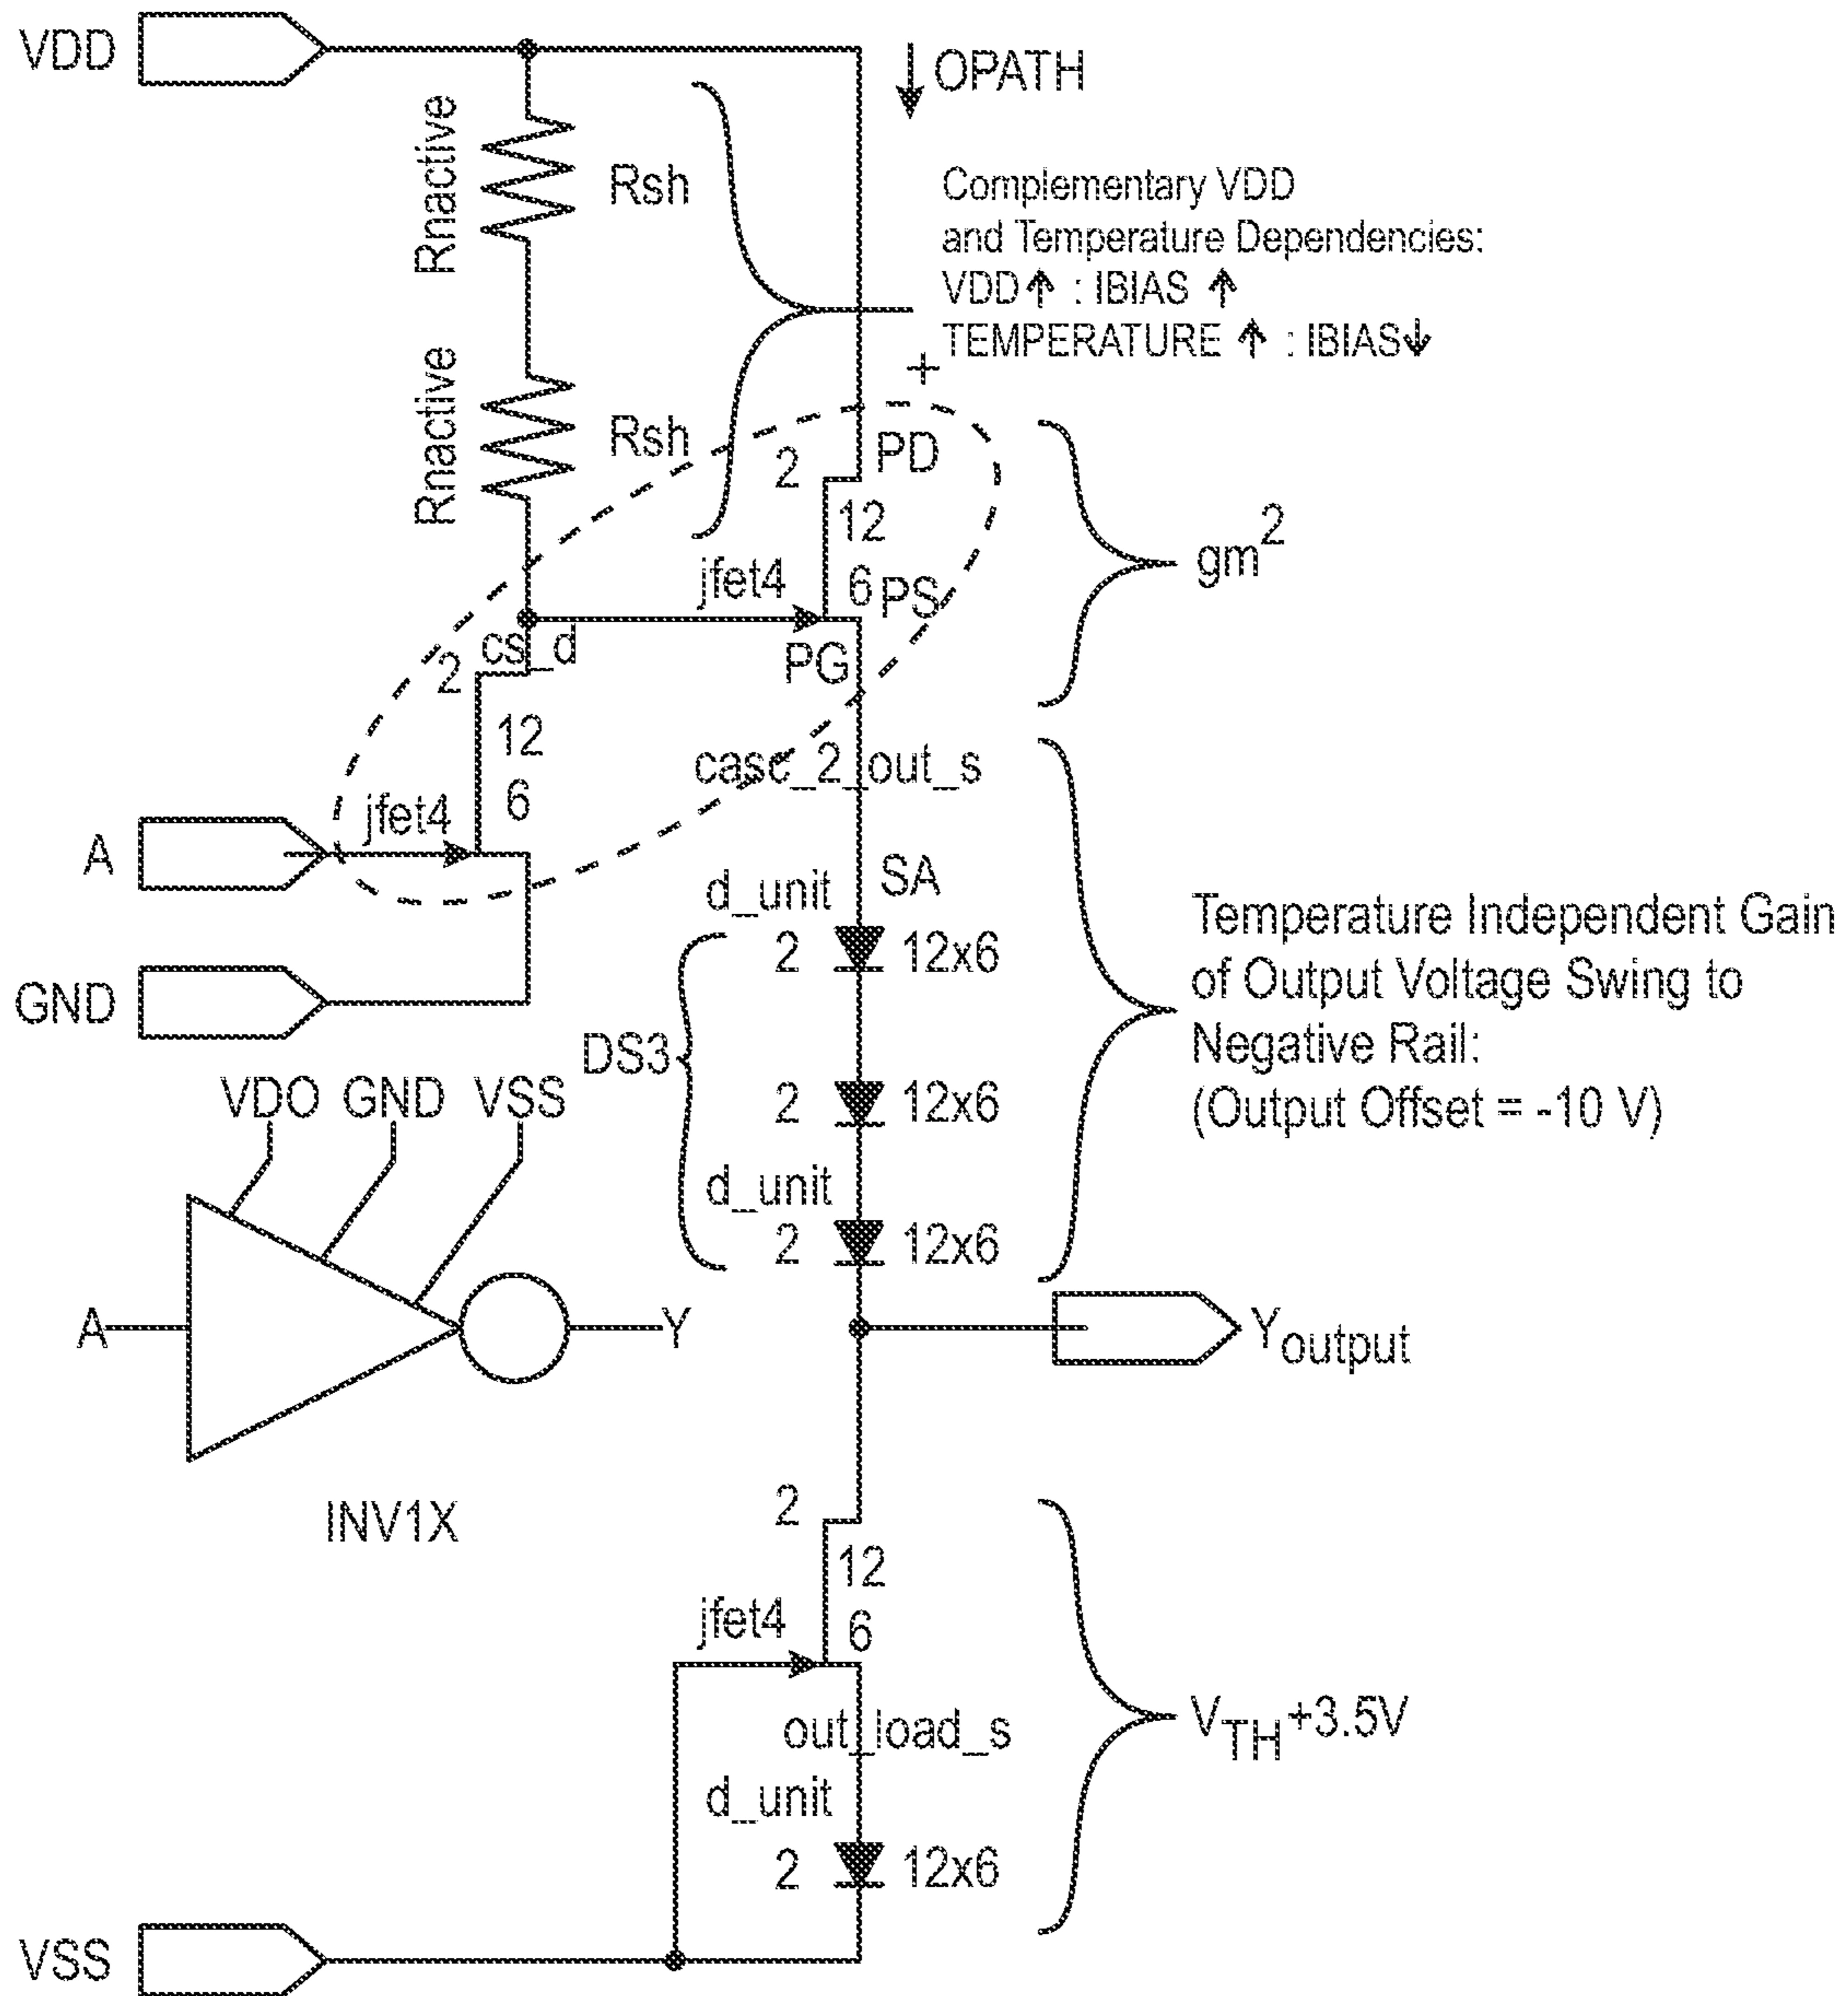 VDD
OPATH
Rnactive
Rsh
Complementary VDD
and Temperature Dependencies:
VDD↑ : IBIAS ↑
TEMPERATURE ↑ : IBIAS↓
Rnactive
Rsh
+
-
2
PD
12
6
PS
jfet4
PG
gm²
cs_d
2
12
6
jfet4
A
case_2_out_s
GND
SA
d_unit
2
12x6
DS3
2
12x6
d_unit
2
12x6
Temperature Independent Gain
of Output Voltage Swing to
Negative Rail:
(Output Offset = -10 V)
VDO GND VSS
A
Y
INV1X
Youtput
2
12
6
jfet4
out_load_s
d_unit
2
12x6
VTH+3.5V
VSS